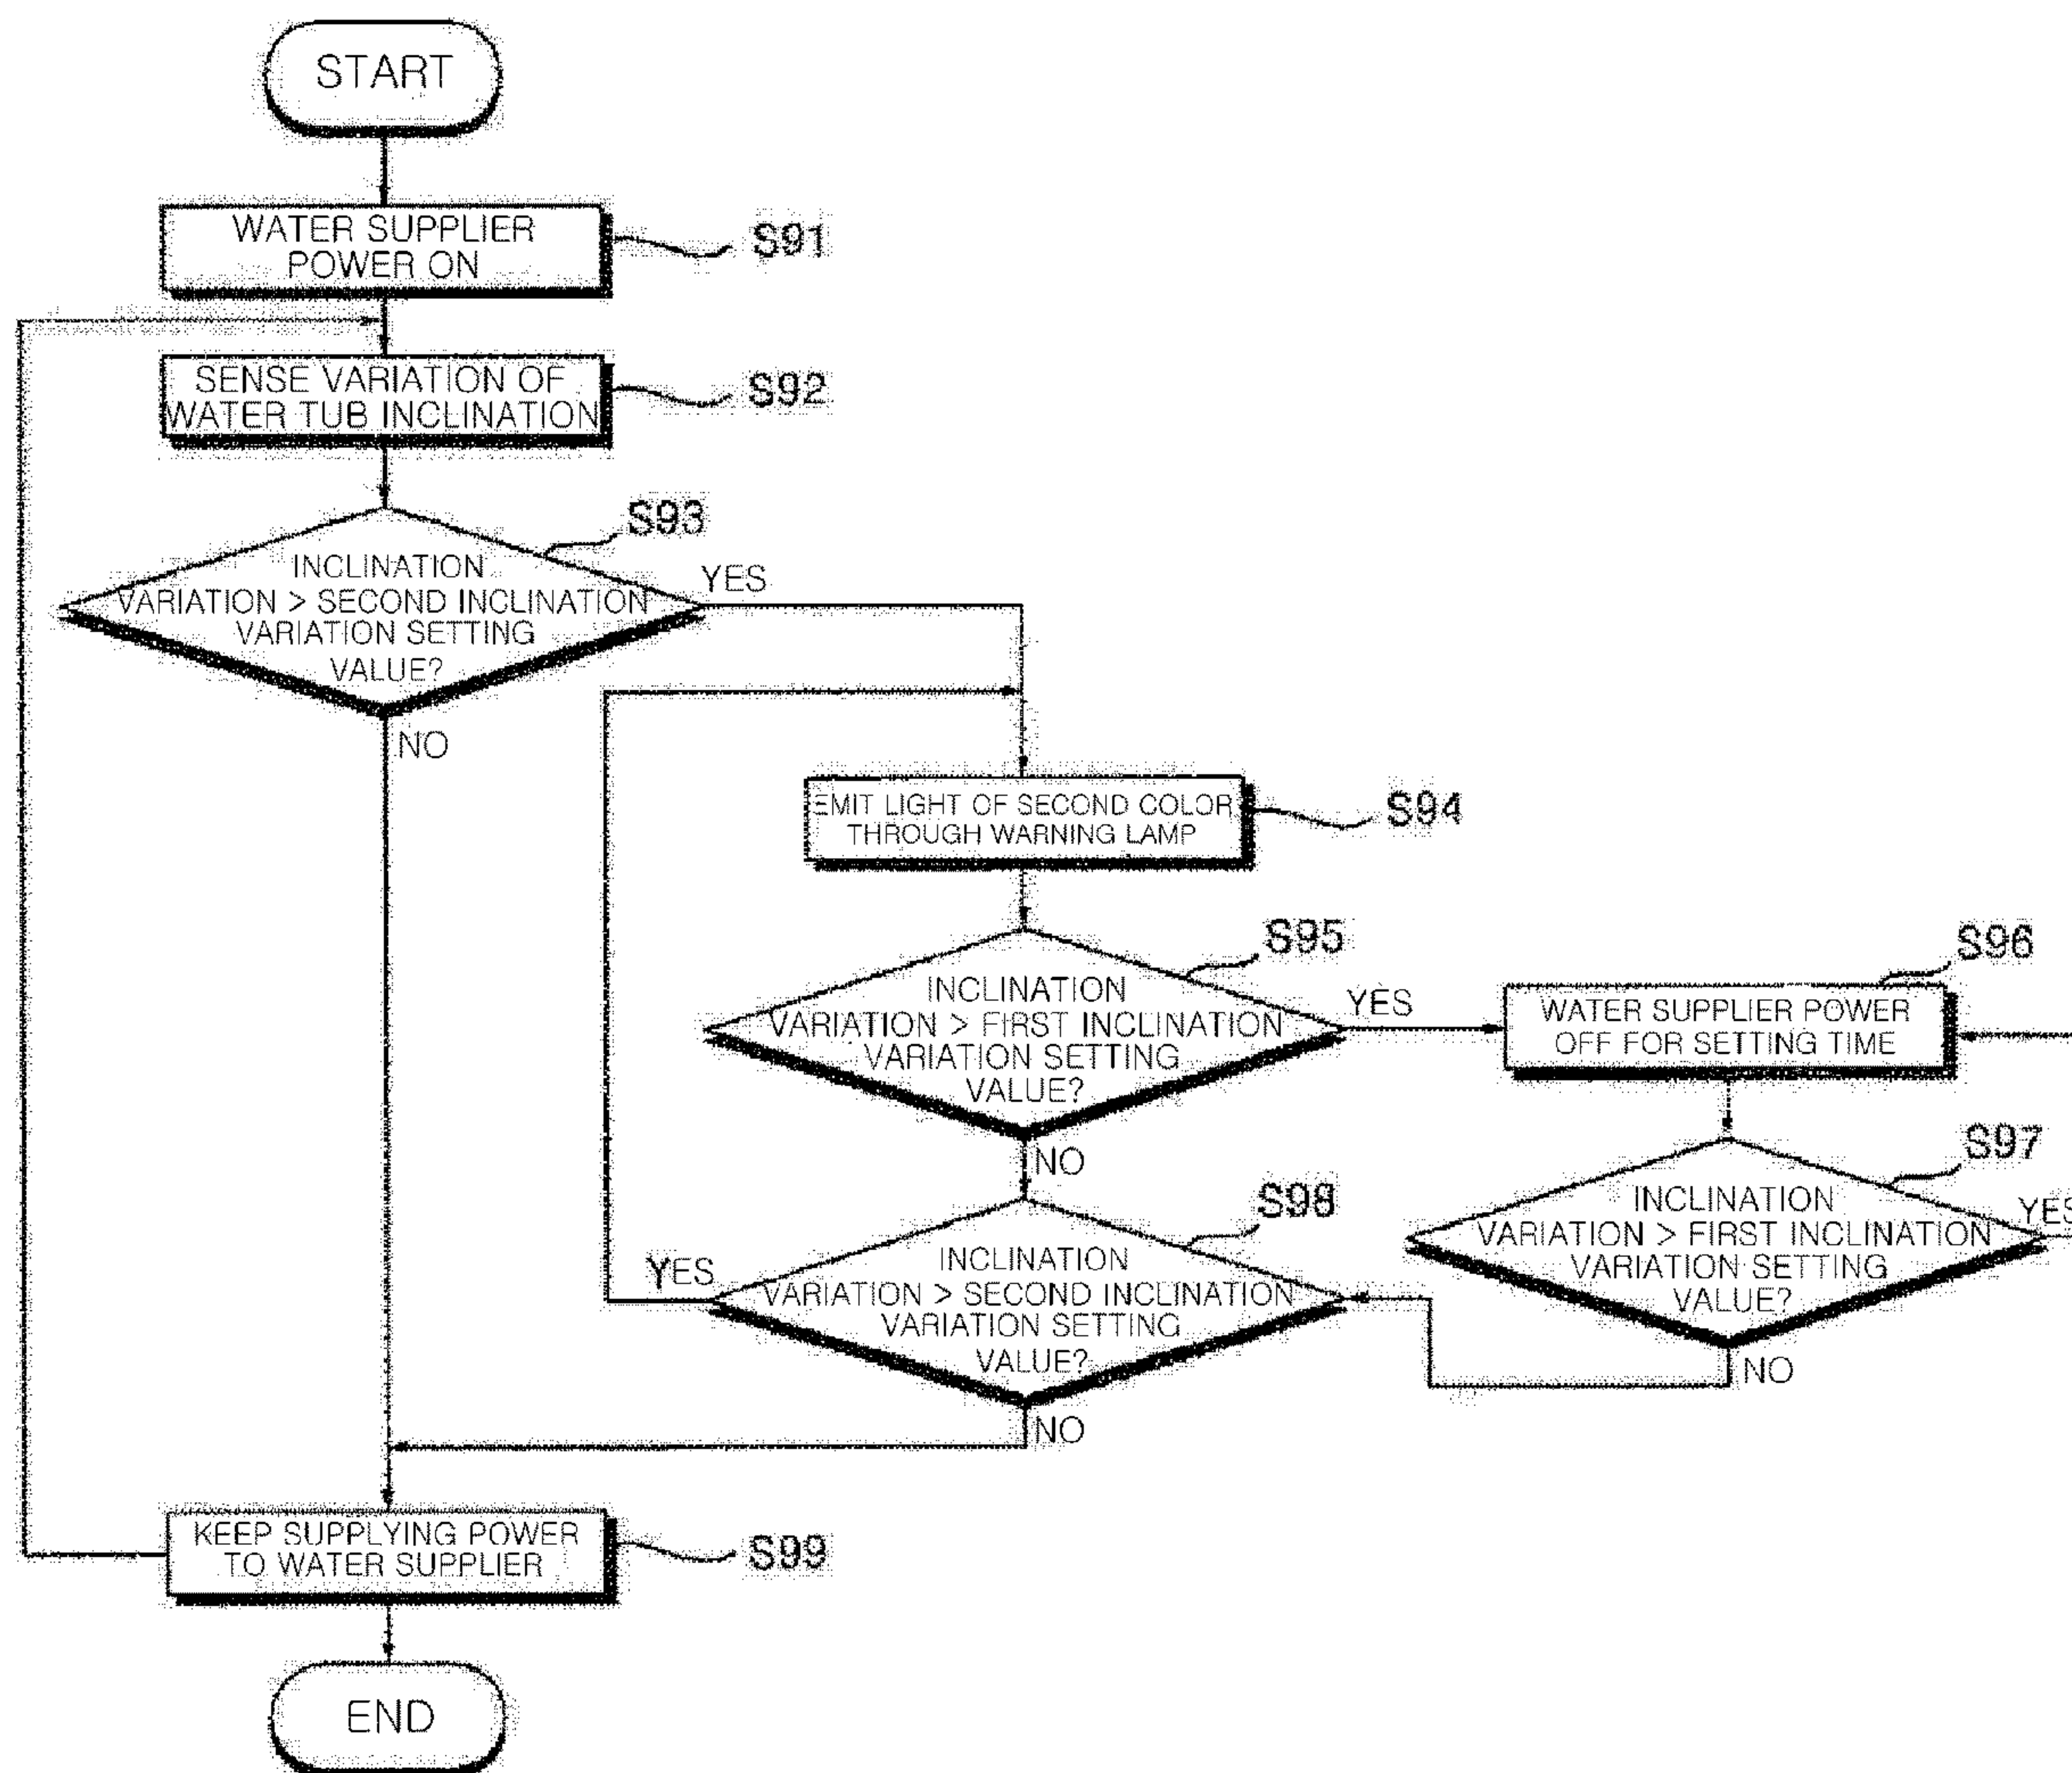 START
WATER SUPPLIER
POWER ON
S91
SENSE VARIATION OF
WATER TUB INCLINATION
S92
S93
INCLINATION
VARIATION > SECOND INCLINATION
VARIATION SETTING
VALUE?
YES
NO
EMIT LIGHT OF SECOND COLOR
THROUGH WARNING LAMP
S94
S95
INCLINATION
VARIATION > FIRST INCLINATION
VARIATION SETTING
VALUE?
YES
NO
S96
WATER SUPPLIER POWER
OFF FOR SETTING TIME
S97
INCLINATION
VARIATION > FIRST INCLINATION
VARIATION SETTING
VALUE?
YES
NO
S98
INCLINATION
VARIATION > SECOND INCLINATION
VARIATION SETTING
VALUE?
YES
NO
KEEP SUPPLYING POWER
TO WATER SUPPLIER
S99
END